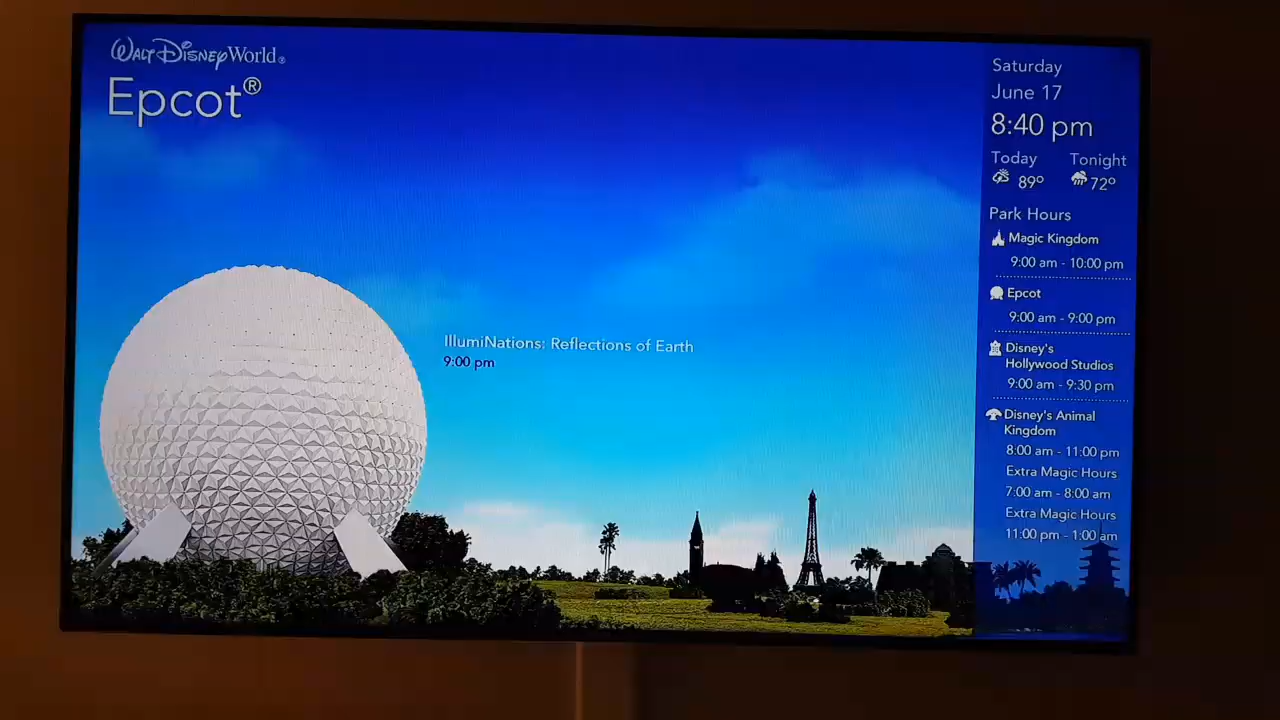 WALT DISNEY World®
Epcot®
IllumiNations: Reflections of Earth
9:00 pm
Saturday
June 17
8:40 pm
Today Tonight
89° 72°
Park Hours
Magic Kingdom
9:00 am - 10:00 pm
Epcot
9:00 am - 9:00 pm
Disney's
Hollywood Studios
9:00 am - 9:30 pm
Disney's Animal
Kingdom
8:00 am - 11:00 pm
Extra Magic Hours
7:00 am - 8:00 am
Extra Magic Hours
11:00 pm - 1:00 am